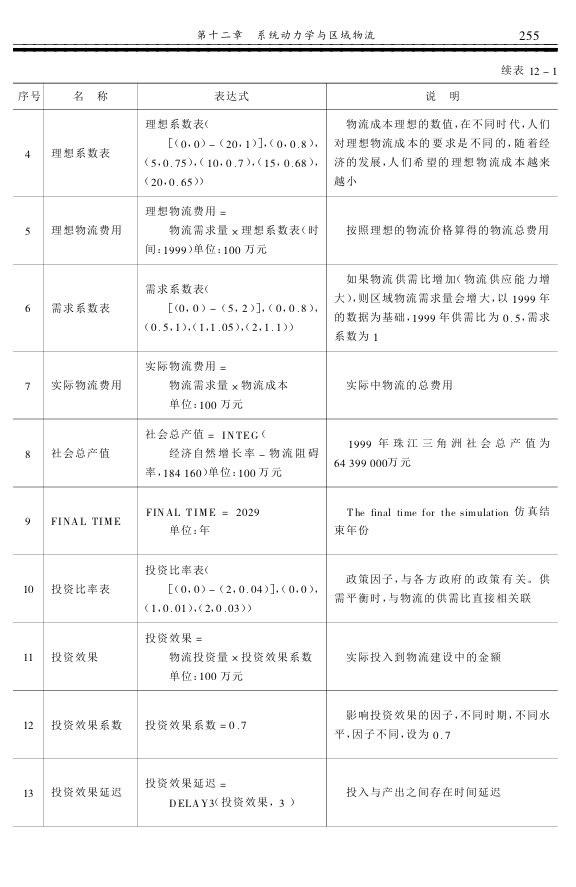 第十二章 系统动力学与区域物流 255
续表 12-1
序号 名 称 表达式 说 明
4 理想系数表
理想系数表(
[(0,0)-(20,1)],(0,0.8),
(5,0.75),(10,0.7),(15,0.68),
(20,0.65))
物流成本理想的数值,在不同时代,人们
对理想物流成本的要求是不同的,随着经
济的发展,人们希望的理想物流成本越来
越小
5 理想物流费用
理想物流费用=
物流需求量×理想系数表(时
间:1999)单位:100 万元
按照理想的物流价格算得的物流总费用
6 需求系数表
需求系数表(
[(0,0)-(5,2)],(0,0.8),
(0.5,1),(1,1.05),(2,1.1))
如果物流供需比增加(物流供应能力增
大),则区域物流需求量会增大,以 1999 年
的数据为基础,1999 年供需比为 0.5,需求
系数为 1
7 实际物流费用
实际物流费用=
物流需求量×物流成本
单位:100 万元
实际中物流的总费用
8 社会总产值
社会总产值= INTEG(
经济自然增长率-物流阻碍
率,184 160)单位:100 万元
1999 年珠江三角洲社会总产值为
64 399 000万元
9 FINAL TIME
FINAL TIME = 2029
单位:年
The final time for the simulation 仿真结
束年份
10 投资比率表
投资比率表(
[(0,0)-(2,0.04)],(0,0),
(1,0.01),(2,0.03))
政策因子,与各方政府的政策有关。供
需平衡时,与物流的供需比直接相关联
11 投资效果
投资效果=
物流投资量×投资效果系数
单位:100 万元
实际投入到物流建设中的金额
12 投资效果系数 投资效果系数=0.7
影响投资效果的因子,不同时期,不同水
平,因子不同,设为 0.7
13 投资效果延迟
投资效果延迟=
DELAY3(投资效果, 3 )
投入与产出之间存在时间延迟